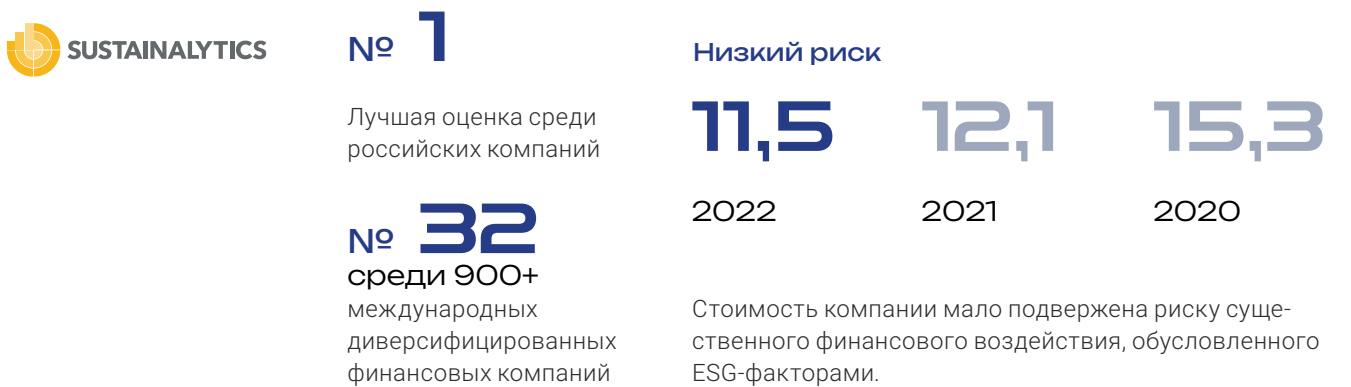 SUSTAINALYTICS
№ 1
Лучшая оценка среди
российских компаний
№ 32
среди 900+
международных
диверсифицированных
финансовых компаний
Низкий риск
11,5 12,1 15,3
2022 2021 2020
Стоимость компании мало подвержена риску суще-
ственного финансового воздействия, обусловленного
ESG-факторами.